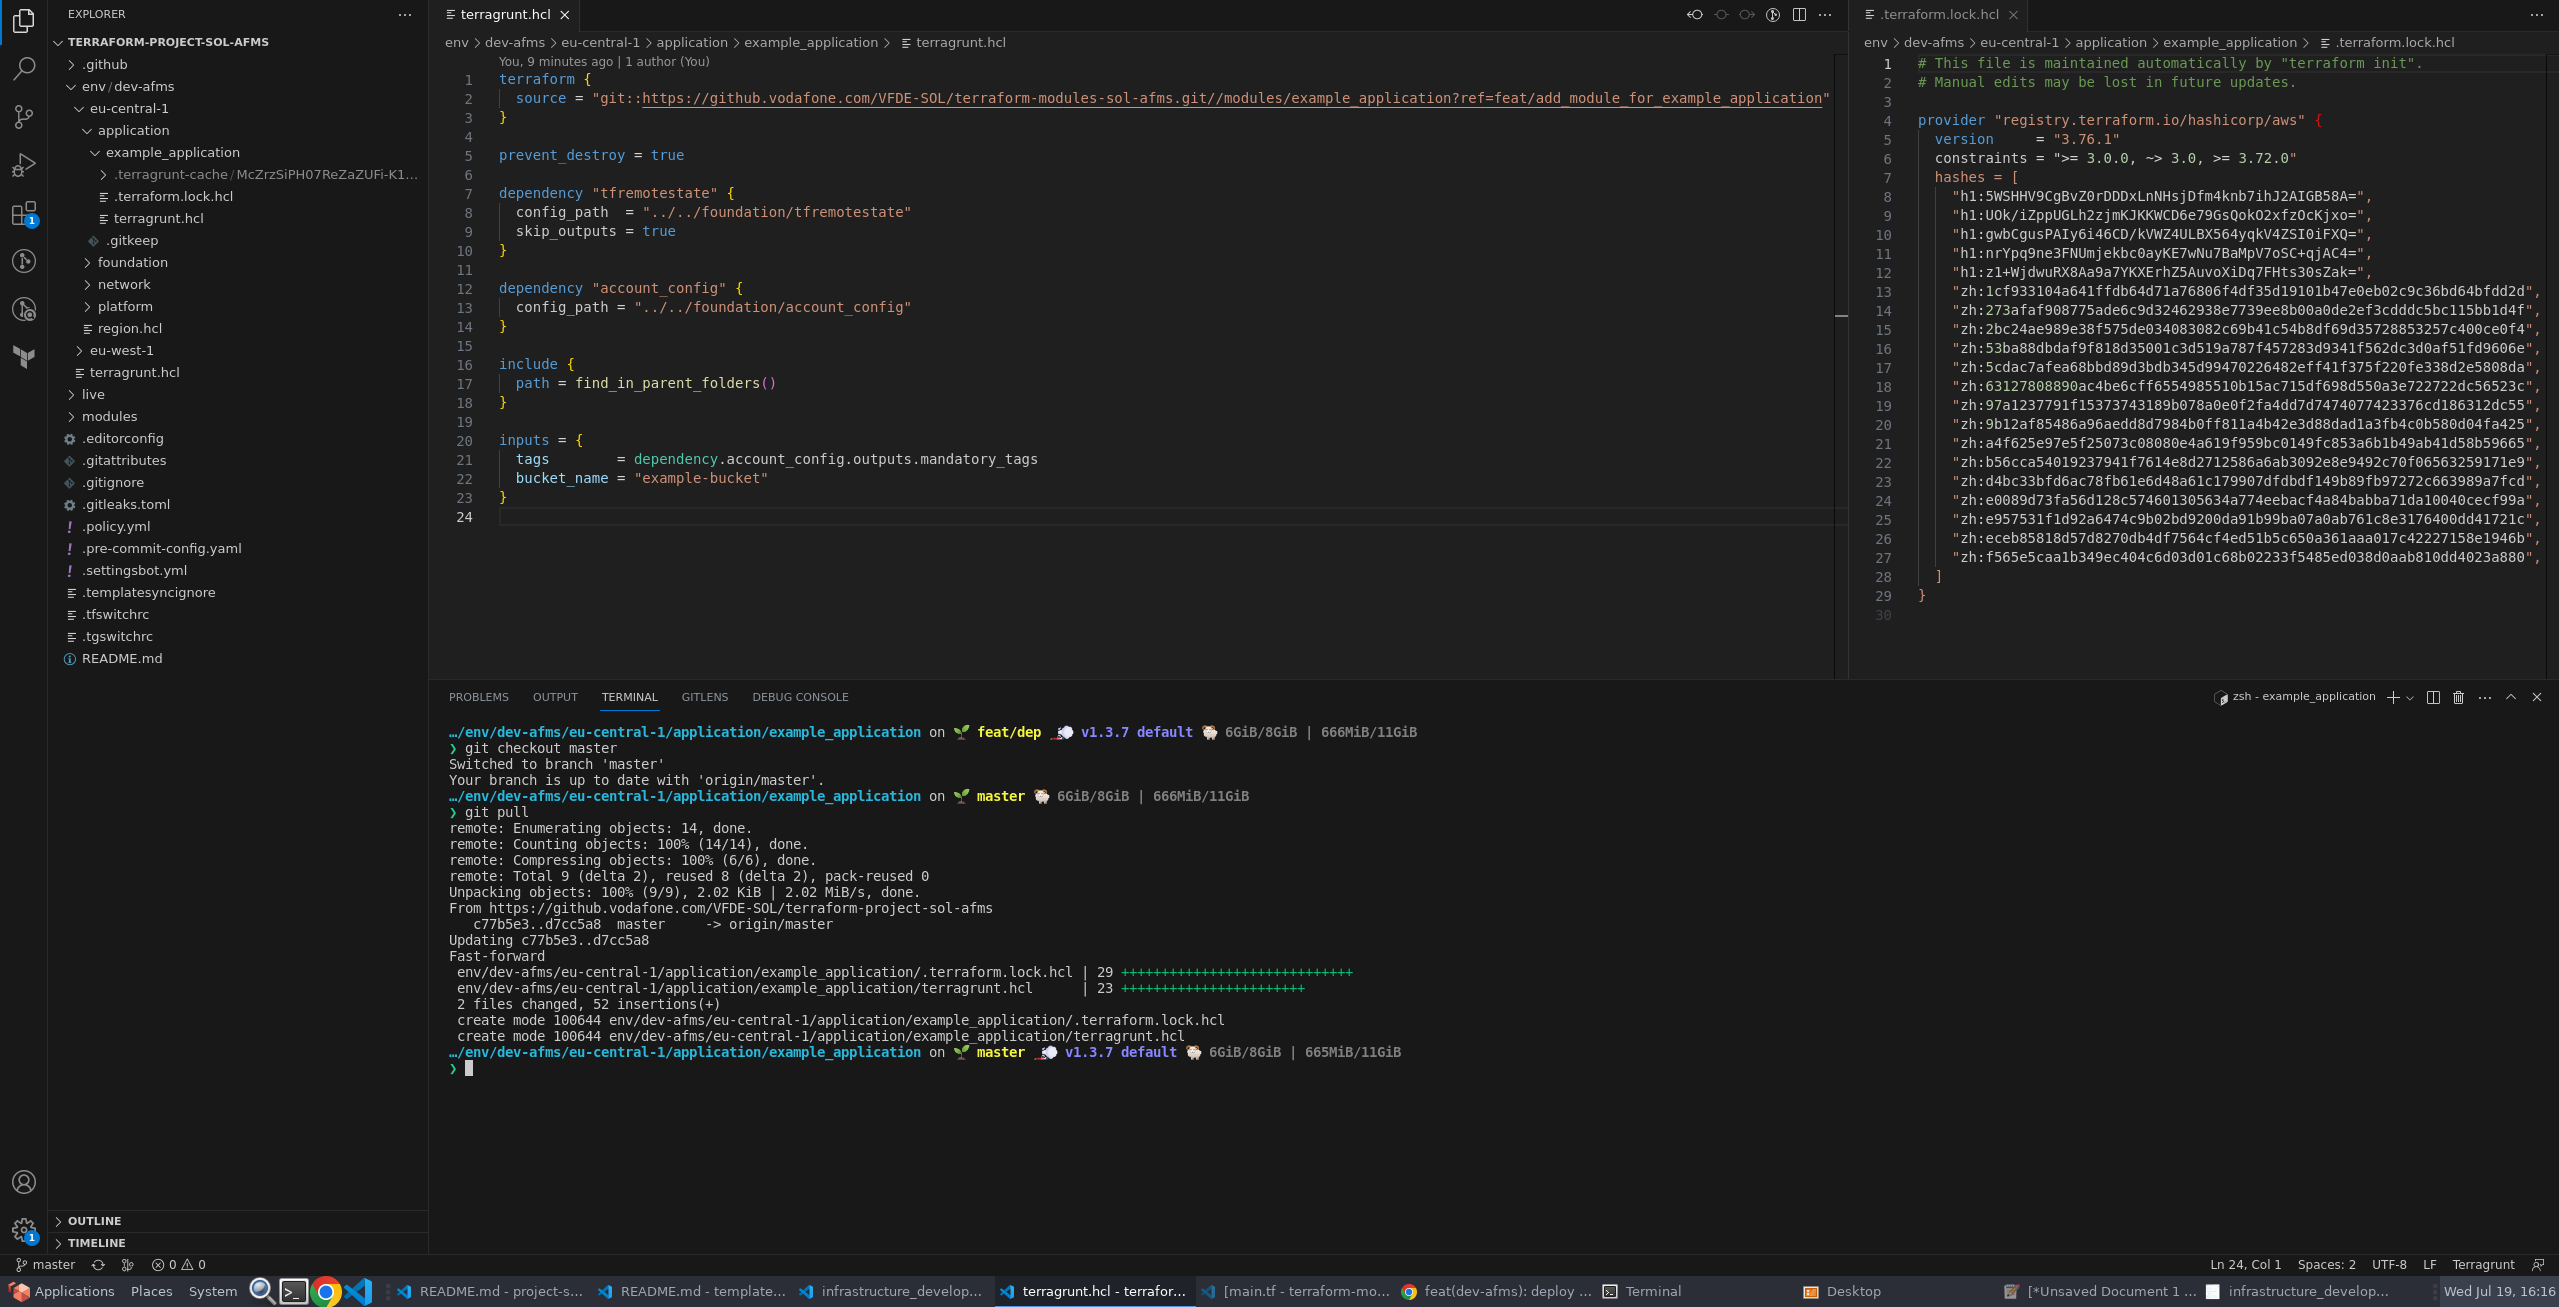 EXPLORER
TERRAFORM-PROJECT-SOL-AFMS
.github
env / dev-afms
eu-central-1
application
example_application
.terragrunt-cache / McZrzSiPH07ReZaZUFi-K1...
.terraform.lock.hcl
terragrunt.hcl
.gitkeep
foundation
network
platform
region.hcl
eu-west-1
terragrunt.hcl
live
modules
.editorconfig
.gitattributes
.gitignore
.gitleaks.toml
.policy.yml
.pre-commit-config.yaml
.settingsbot.yml
.templatesyncignore
.tfswitchrc
.tgswitchrc
README.md
OUTLINE
TIMELINE
terragrunt.hcl
env > dev-afms > eu-central-1 > application > example_application > terragrunt.hcl
You, 9 minutes ago | 1 author (You)
1 terraform {
2 source = "git::https://github.vodafone.com/VFDE-SOL/terraform-modules-sol-afms.git//modules/example_application?ref=feat/add_module_for_example_application"
3 }
4
5 prevent_destroy = true
6
7 dependency "tfremotestate" {
8 config_path  = "../../foundation/tfremotestate"
9 skip_outputs = true
10 }
11
12 dependency "account_config" {
13 config_path = "../../foundation/account_config"
14 }
15
16 include {
17 path = find_in_parent_folders()
18 }
19
20 inputs = {
21 tags        = dependency.account_config.outputs.mandatory_tags
22 bucket_name = "example-bucket"
23 }
24
.terraform.lock.hcl
env > dev-afms > eu-central-1 > application > example_application > .terraform.lock.hcl
1 # This file is maintained automatically by "terraform init".
2 # Manual edits may be lost in future updates.
3
4 provider "registry.terraform.io/hashicorp/aws" {
5 version     = "3.76.1"
6 constraints = ">= 3.0.0, ~> 3.0, >= 3.72.0"
7 hashes = [
8 "h1:5WSHHV9CgBvZ0rDDDxLnNHsjDfm4knb7ihJ2AIGB58A=",
9 "h1:UOk/iZppUGLh2zjmKJKKWCD6e79GsQokO2xfzOcKjxo=",
10 "h1:gwbCgusPAIy6i46CD/kVWZ4ULBX564yqkV4ZSI0iFXQ=",
11 "h1:nrYpq9ne3FNUmjekbc0ayKE7wNu7BaMpV7oSC+qjAC4=",
12 "h1:z1+WjdwuRX8Aa9a7YKXErhZ5AuvoXiDq7FHts30sZak=",
13 "zh:1cf933104a641ffdb64d71a76806f4df35d19101b47e0eb02c9c36bd64bfdd2d",
14 "zh:273afaf908775ade6c9d32462938e7739ee8b00a0de2ef3cdddc5bc115bb1d4f",
15 "zh:2bc24ae989e38f575de034083082c69b41c54b8df69d35728853257c400ce0f4",
16 "zh:53ba88dbdaf9f818d35001c3d519a787f457283d9341f562dc3d0af51fd9606e",
17 "zh:5cdac7afea68bbd89d3bdb345d99470226482eff41f375f220fe338d2e5808da",
18 "zh:63127808890ac4be6cff6554985510b15ac715df698d550a3e722722dc56523c",
19 "zh:97a1237791f15373743189b078a0e0f2fa4dd7d7474077423376cd186312dc55",
20 "zh:9b12af85486a96aedd8d7984b0ff811a4b42e3d88dad1a3fb4c0b580d04fa425",
21 "zh:a4f625e97e5f25073c08080e4a619f959bc0149fc853a6b1b49ab41d58b59665",
22 "zh:b56cca54019237941f7614e8d2712586a6ab3092e8e9492c70f06563259171e9",
23 "zh:d4bc33bfd6ac78fb61e6d48a61c179907dfdbdf149b89fb97272c663989a7fcd",
24 "zh:e0089d73fa56d128c574601305634a774eebacf4a84babba71da10040cecf99a",
25 "zh:e957531f1d92a6474c9b02bd9200da91b99ba07a0ab761c8e3176400dd41721c",
26 "zh:eceb85818d57d8270db4df7564cf4ed51b5c650a361aaa017c42227158e1946b",
27 "zh:f565e5caa1b349ec404c6d03d01c68b02233f5485ed038d0aab810dd4023a880",
28 ]
29 }
30
PROBLEMS OUTPUT TERMINAL GITLENS DEBUG CONSOLE
zsh - example_application
…/env/dev-afms/eu-central-1/application/example_application on feat/dep v1.3.7 default 6GiB/8GiB | 666MiB/11GiB
❯ git checkout master
Switched to branch 'master'
Your branch is up to date with 'origin/master'.
…/env/dev-afms/eu-central-1/application/example_application on master 6GiB/8GiB | 666MiB/11GiB
❯ git pull
remote: Enumerating objects: 14, done.
remote: Counting objects: 100% (14/14), done.
remote: Compressing objects: 100% (6/6), done.
remote: Total 9 (delta 2), reused 8 (delta 2), pack-reused 0
Unpacking objects: 100% (9/9), 2.02 KiB | 2.02 MiB/s, done.
From https://github.vodafone.com/VFDE-SOL/terraform-project-sol-afms
c77b5e3..d7cc5a8  master     -> origin/master
Updating c77b5e3..d7cc5a8
Fast-forward
env/dev-afms/eu-central-1/application/example_application/.terraform.lock.hcl | 29 +++++++++++++++++++++++++++++
env/dev-afms/eu-central-1/application/example_application/terragrunt.hcl      | 23 +++++++++++++++++++++++
2 files changed, 52 insertions(+)
create mode 100644 env/dev-afms/eu-central-1/application/example_application/.terraform.lock.hcl
create mode 100644 env/dev-afms/eu-central-1/application/example_application/terragrunt.hcl
…/env/dev-afms/eu-central-1/application/example_application on master v1.3.7 default 6GiB/8GiB | 665MiB/11GiB
❯
master 0 0 Ln 24, Col 1 Spaces: 2 UTF-8 LF Terragrunt
Applications Places System README.md - project-s... README.md - template... infrastructure_develop... terragrunt.hcl - terrafor... [main.tf - terraform-mo... feat(dev-afms): deploy ... Terminal Desktop [*Unsaved Document 1 ... infrastructure_develop... Wed Jul 19, 16:16